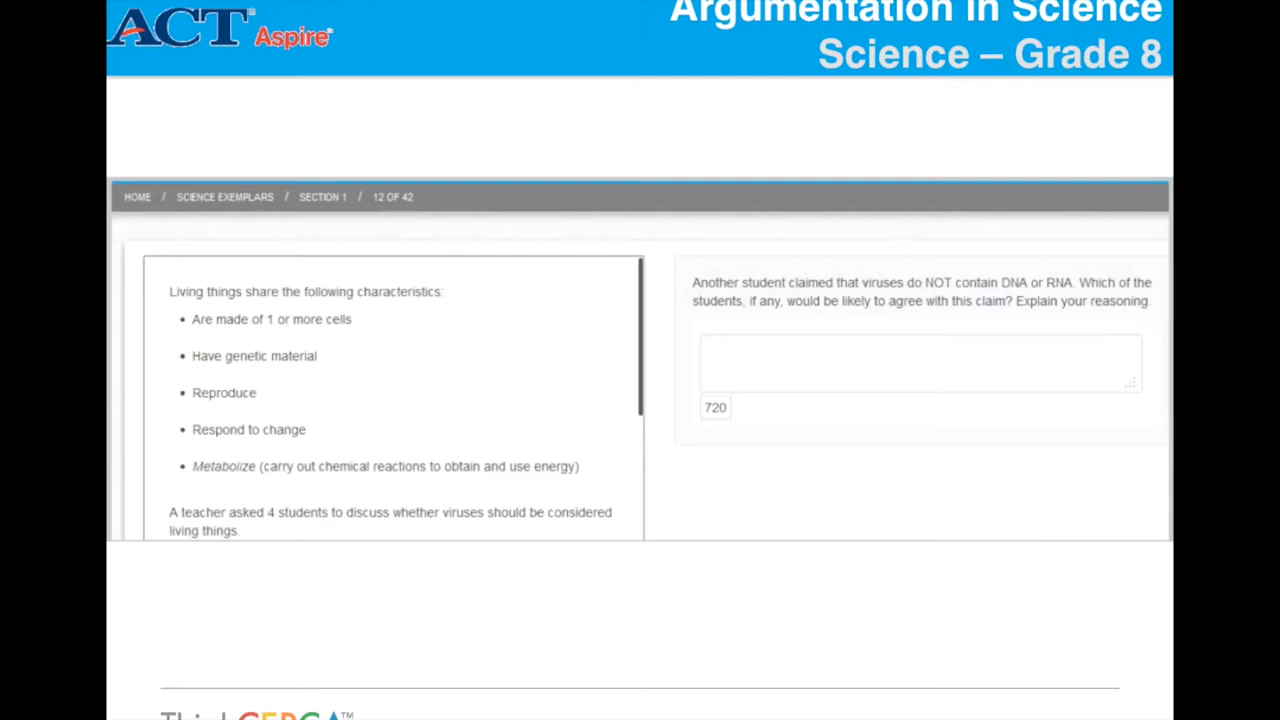 ACT
Aspire
Argumentation in Science
Science – Grade 8
HOME / SCIENCE EXEMPLARS / SECTION 1 / 12 OF 42
Living things share the following characteristics:
• Are made of 1 or more cells
• Have genetic material
• Reproduce
• Respond to change
• Metabolize (carry out chemical reactions to obtain and use energy)
A teacher asked 4 students to discuss whether viruses should be considered
living things.
Another student claimed that viruses do NOT contain DNA or RNA. Which of the
students, if any, would be likely to agree with this claim? Explain your reasoning.
720